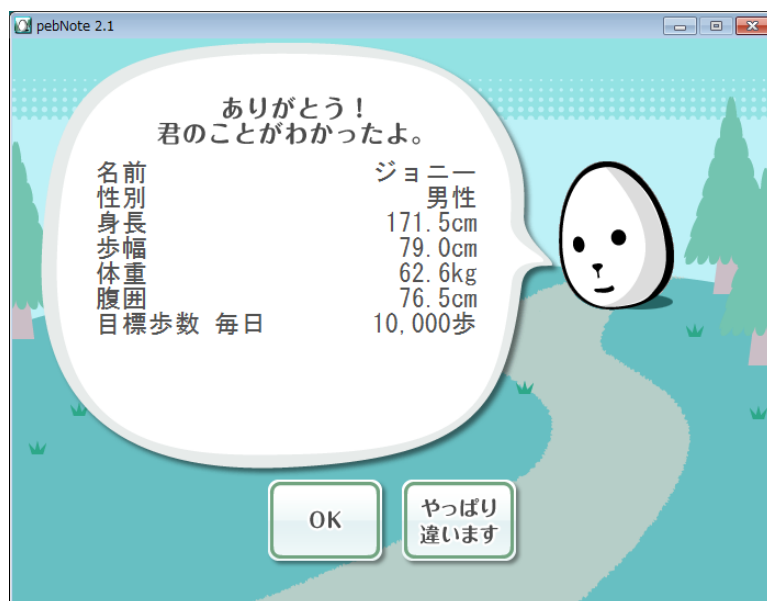 pebNote 2.1
ありがとう！
君のことがわかったよ。
名前 ジョニー
性別 男性
身長 171.5cm
歩幅 79.0cm
体重 62.6kg
腹囲 76.5cm
目標歩数 毎日 10,000歩
OK
やっぱり
違います